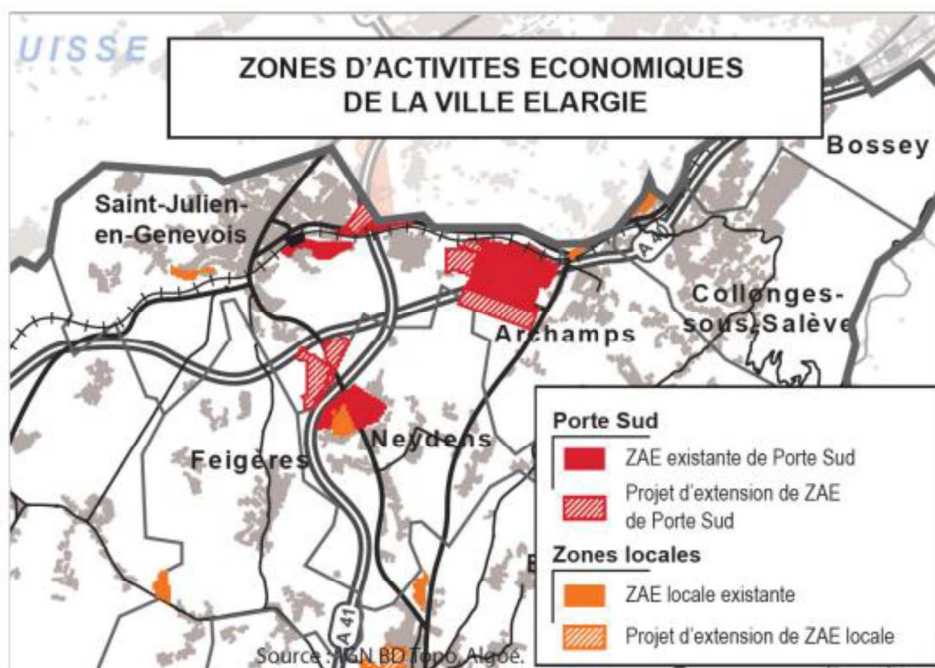 UISSE
ZONES D'ACTIVITES ECONOMIQUES
DE LA VILLE ELARGIE
Bossey
Saint-Julien-
en-Genevois
A 40
Collonges-
sous-Salève
Archamps
Neydens
Feigères
A 41
Porte Sud
ZAE existante de Porte Sud
Projet d'extension de ZAE
de Porte Sud
Zones locales
ZAE locale existante
Projet d'extension de ZAE locale
Source : IGN BD Topo, Algoé.